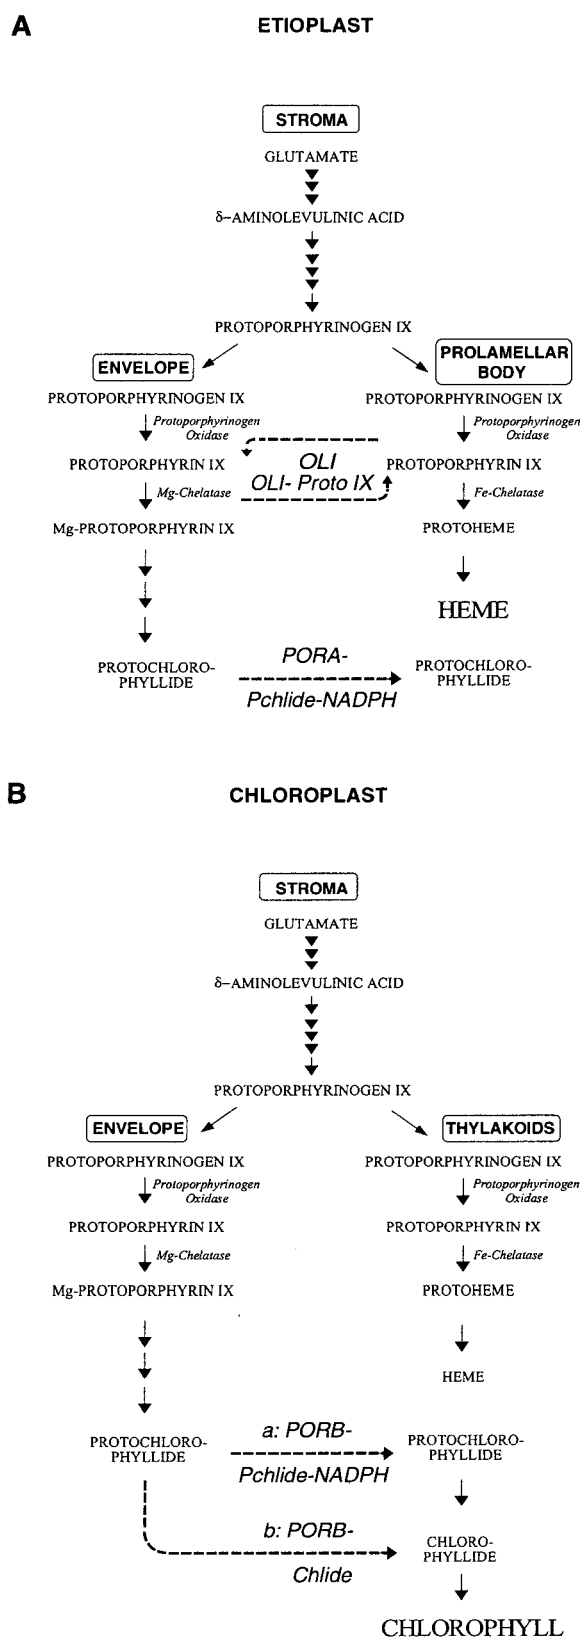 A
ETIOPLAST
STROMA
GLUTAMATE
δ–AMINOLEVULINIC ACID
PROTOPORPHYRINOGEN IX
ENVELOPE
PROLAMELLAR
BODY
PROTOPORPHYRINOGEN IX
PROTOPORPHYRINOGEN IX
Protoporphyrinogen
Oxidase
Protoporphyrinogen
Oxidase
PROTOPORPHYRIN IX
OLI
PROTOPORPHYRIN IX
OLI- Proto IX
Mg-Chelatase
Fe-Chelatase
Mg-PROTOPORPHYRIN IX
PROTOHEME
HEME
PROTOCHLORO-
PHYLLIDE
PORA-
Pchlide-NADPH
PROTOCHLORO-
PHYLLIDE
B
CHLOROPLAST
STROMA
GLUTAMATE
δ–AMINOLEVULINIC ACID
PROTOPORPHYRINOGEN IX
ENVELOPE
THYLAKOIDS
PROTOPORPHYRINOGEN IX
PROTOPORPHYRINOGEN IX
Protoporphyrinogen
Oxidase
Protoporphyrinogen
Oxidase
PROTOPORPHYRIN IX
PROTOPORPHYRIN IX
Mg-Chelatase
Fe-Chelatase
Mg-PROTOPORPHYRIN IX
PROTOHEME
HEME
PROTOCHLORO-
PHYLLIDE
a: PORB-
Pchlide-NADPH
PROTOCHLORO-
PHYLLIDE
b: PORB-
Chlide
CHLORO-
PHYLLIDE
CHLOROPHYLL